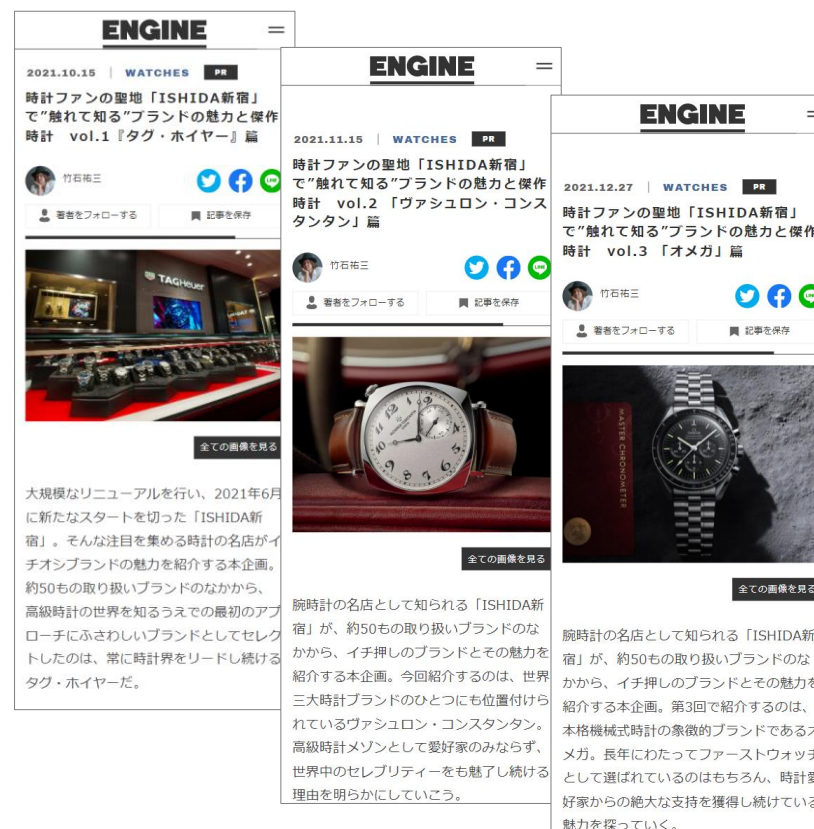 ENGINE
2021.10.15 | WATCHES PR
時計ファンの聖地「ISHIDA新宿」
で”触れて知る”ブランドの魅力と傑作
時計 vol.1『タグ・ホイヤー』篇
竹石祐三
LINE
著者をフォローする
記事を保存
TAGHeuer
全ての画像を見る
大規模なリニューアルを行い、2021年6月
に新たなスタートを切った「ISHIDA新
宿」。そんな注目を集める時計の名店がイ
チオシブランドの魅力を紹介する本企画。
約50もの取り扱いブランドのなかから、
高級時計の世界を知るうえでの最初のアプ
ローチにふさわしいブランドとしてセレク
トしたのは、常に時計界をリードし続ける
タグ・ホイヤーだ。
ENGINE
2021.11.15 | WATCHES PR
時計ファンの聖地「ISHIDA新宿」
で”触れて知る”ブランドの魅力と傑作
時計 vol.2 「ヴァシュロン・コンス
タンタン」篇
竹石祐三
LINE
著者をフォローする
記事を保存
全ての画像を見る
腕時計の名店として知られる「ISHIDA新
宿」が、約50もの取り扱いブランドのな
かから、イチ押しのブランドとその魅力を
紹介する本企画。今回紹介するのは、世界
三大時計ブランドのひとつにも位置付けら
れているヴァシュロン・コンスタンタン。
高級時計メゾンとして愛好家のみならず、
世界中のセレブリティーをも魅了し続ける
理由を明らかにしていこう。
ENGINE
2021.12.27 | WATCHES PR
時計ファンの聖地「ISHIDA新宿」
で”触れて知る”ブランドの魅力と傑作
時計 vol.3 「オメガ」篇
竹石祐三
著者をフォローする
記事を保存
MASTER CHRONOMETER
全ての画像を見る
腕時計の名店として知られる「ISHIDA新
宿」が、約50もの取り扱いブランドのな
かから、イチ押しのブランドとその魅力を
紹介する本企画。第3回で紹介するのは、
本格機械式時計の象徴的ブランドであるオ
メガ。長年にわたってファーストウォッチ
として選ばれているのはもちろん、時計愛
好家からの絶大な支持を獲得し続けている
魅力を探っていく。